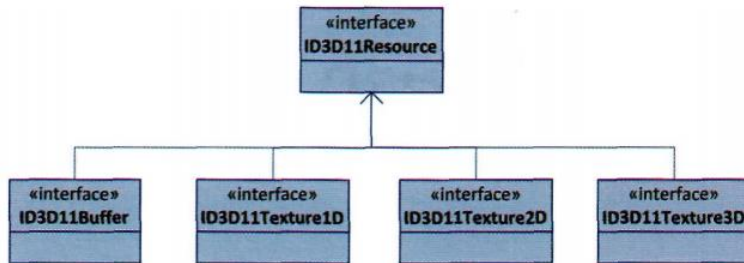 «interface»
ID3D11Resource
«interface»
ID3D11Buffer
«interface»
ID3D11Texture1D
«interface»
ID3D11Texture2D
«interface»
ID3D11Texture3D